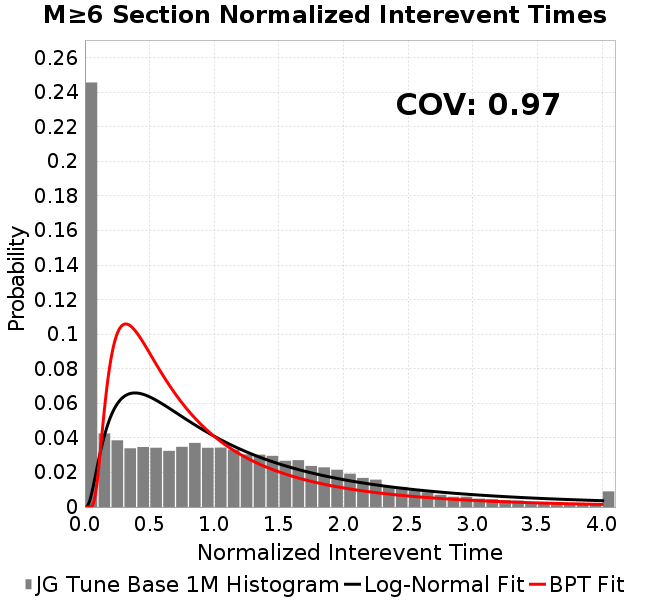 M≥6 Section Normalized Interevent Times
COV: 0.97
Probability
0.26
0.24
0.22
0.2
0.18
0.16
0.14
0.12
0.1
0.08
0.06
0.04
0.02
0
0.0 0.5 1.0 1.5 2.0 2.5 3.0 3.5 4.0
Normalized Interevent Time
JG Tune Base 1M Histogram Log-Normal Fit BPT Fit